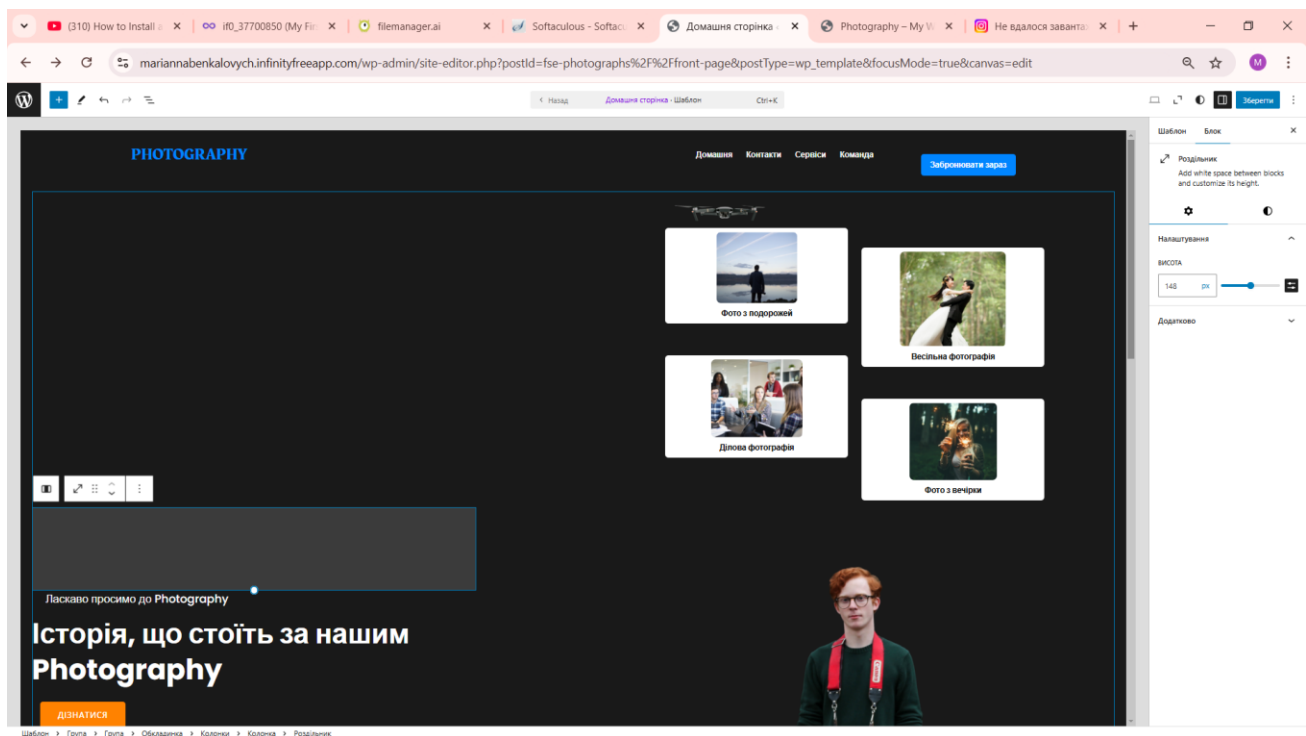 (310) How to Install a
if0_37700850 (My Fir
filemanager.ai
Softaculous - Softacu
Домашня сторінка
Photography – My W
Не вдалося завантаж
mariannabenkalovych.infinityfreeapp.com/wp-admin/site-editor.php?postId=fse-photographs%2F%2Ffront-page&postType=wp_template&focusMode=true&canvas=edit
M
Назад Домашня сторінка · Шаблон Ctrl+K
Зберегти
Шаблон Блок
PHOTOGRAPHY
Домашня Контакти Сервіси Команда
Забронювати зараз
Роздільник
Add white space between blocks
and customize its height.
Налаштування
ВИСОТА
148 px
Додатково
Фото з подорожей
Весільна фотографія
Ділова фотографія
Фото з вечірки
Ласкаво просимо до Photography
Історія, що стоїть за нашим
Photography
ДІЗНАТИСЯ
Шаблон > Група > Група > Обкладинка > Колонки > Колонка > Роздільник